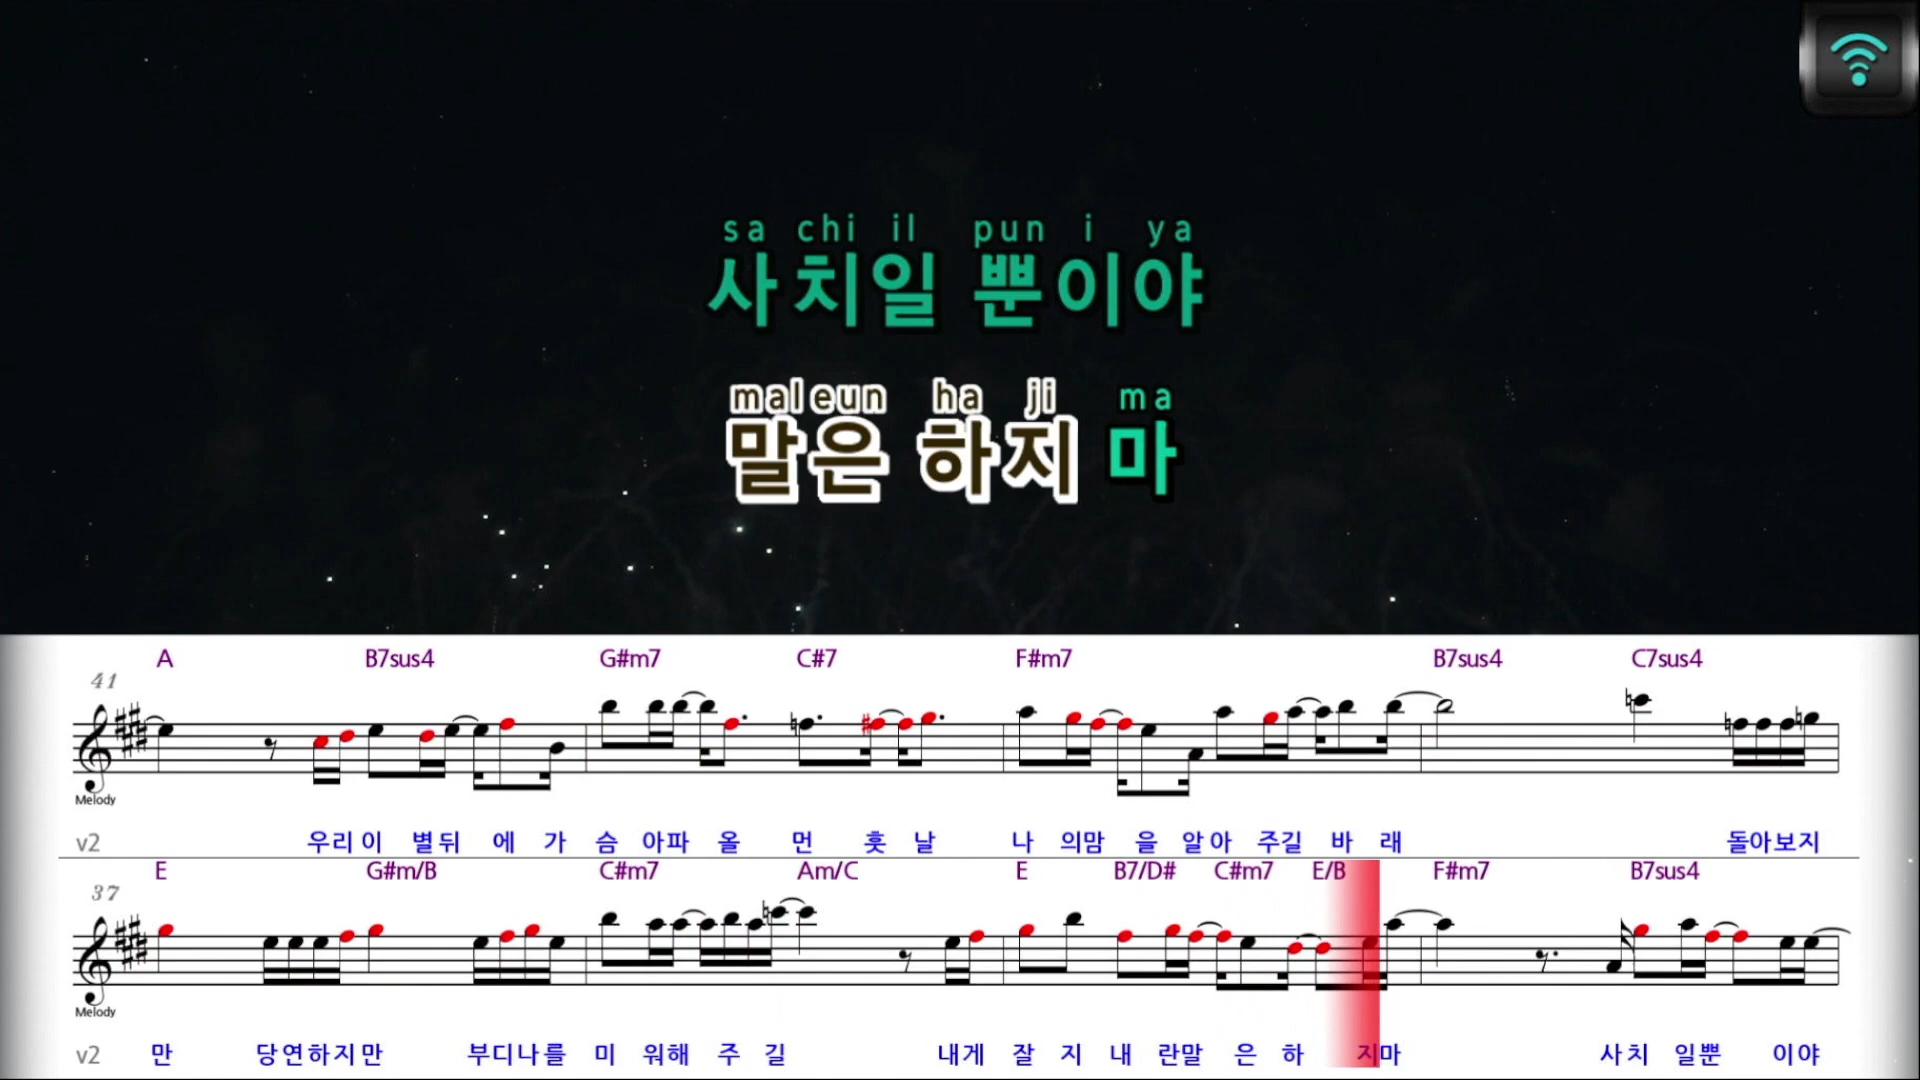 sa chi il pun i ya
사치일 뿐이야
maleun ha ji ma
말은 하지 마
A B7sus4 G#m7 C#7 F#m7 B7sus4 C7sus4
41
Melody
v2 우리이 별뒤 에 가 슴 아파 올 먼 훗 날 나 의맘 을 알아 주길 바 래 돌아보지
E G#m/B C#m7 Am/C E B7/D# C#m7 E/B F#m7 B7sus4
37
Melody
v2 만 당연하지만 부디나를 미 워해 주 길 내게 잘 지 내 란말 은 하 지마 사치 일뿐 이야